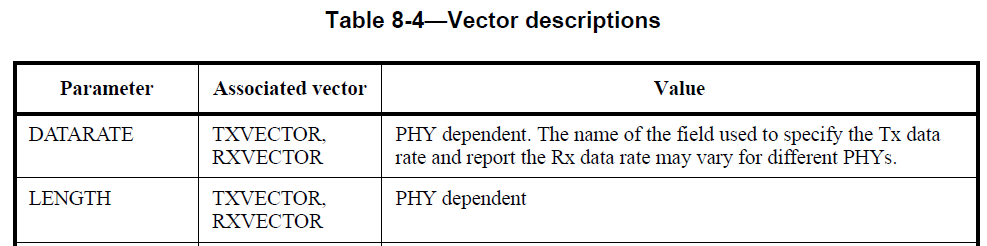 Table 8-4—Vector descriptions
Parameter Associated vector Value
DATARATE TXVECTOR, PHY dependent. The name of the field used to specify the Tx data
RXVECTOR rate and report the Rx data rate may vary for different PHYs.
LENGTH TXVECTOR, PHY dependent
RXVECTOR